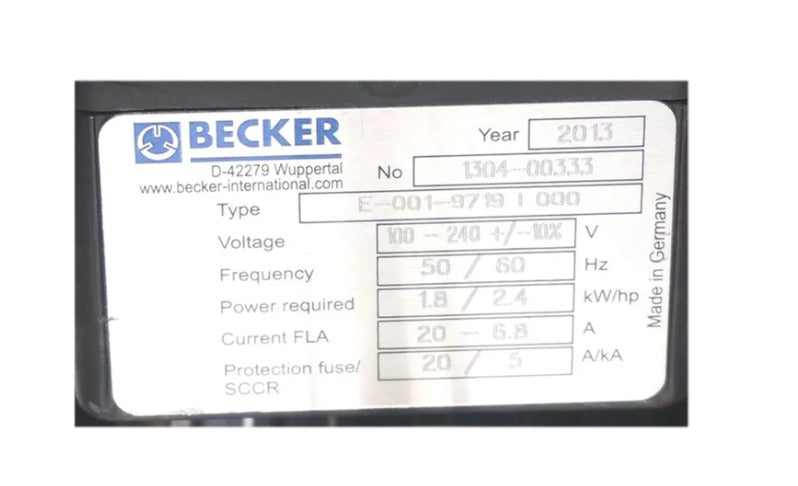 BECKER
D-42279 Wuppertal
www.becker-international.com
Year 2013
No 1304-00333
Type E-001-9719 | 000
Voltage 100 - 240 +/-10% V
Frequency 50 / 60 Hz
Power required 1.8 / 2.4 kW/hp
Current FLA 20 - 6.8 A
Protection fuse/ 20 / 5 A/kA
SCCR
Made in Germany